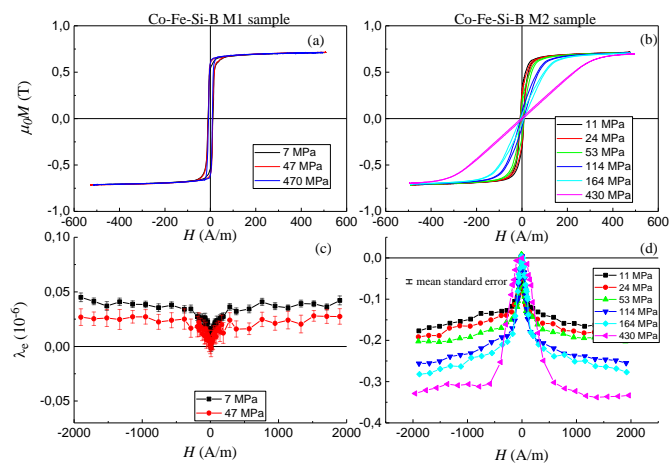 Co-Fe-Si-B M1 sample
Co-Fe-Si-B M2 sample
(a)
1,0
0,5
0,0
-0,5
-1,0
μ₀M (T)
7 MPa
47 MPa
470 MPa
-600 -400 -200 0 200 400 600
H (A/m)
(b)
11 MPa
24 MPa
53 MPa
114 MPa
164 MPa
430 MPa
-600 -400 -200 0 200 400 600
H (A/m)
(c)
0,10
0,05
0,00
0,05
λe (10⁻⁶)
7 MPa
47 MPa
-2000 -1000 0 1000 2000
H (A/m)
(d)
0,0
-0,1
-0,2
-0,3
-0,4
mean standard error
11 MPa
24 MPa
53 MPa
114 MPa
164 MPa
430 MPa
-2000 -1000 0 1000 2000
H (A/m)